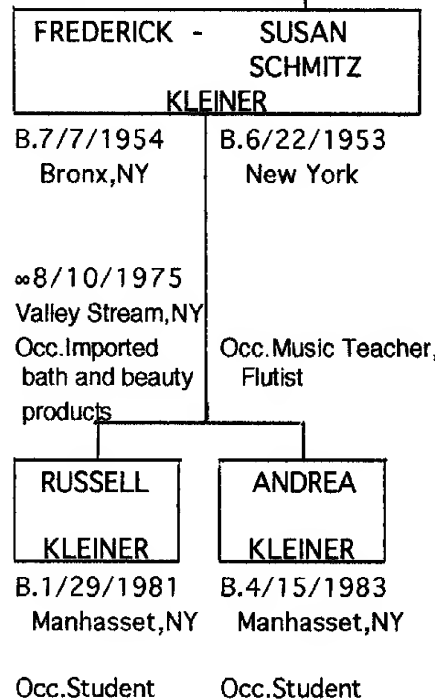 FREDERICK - SUSAN
SCHMITZ
KLEINER
B.7/7/1954 B.6/22/1953
Bronx,NY New York
∞8/10/1975
Valley Stream,NY
Occ.Imported Occ.Music Teacher,
bath and beauty Flutist
products
RUSSELL ANDREA
KLEINER KLEINER
B.1/29/1981 B.4/15/1983
Manhasset,NY Manhasset,NY
Occ.Student Occ.Student